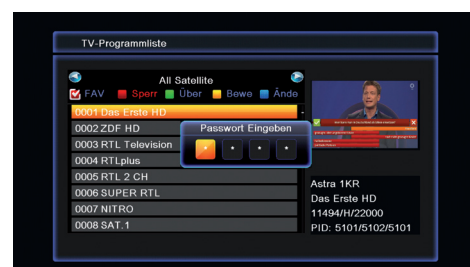 TV-Programmliste
All Satellite
FAV Sperr Über Bewe Ände
0001 Das Erste HD
0002 ZDF HD
0003 RTL Television
0004 RTLplus
0005 RTL 2 CH
0006 SUPER RTL
0007 NITRO
0008 SAT.1
Passwort Eingeben
* * * *
Astra 1KR
Das Erste HD
11494/H/22000
PID: 5101/5102/5101